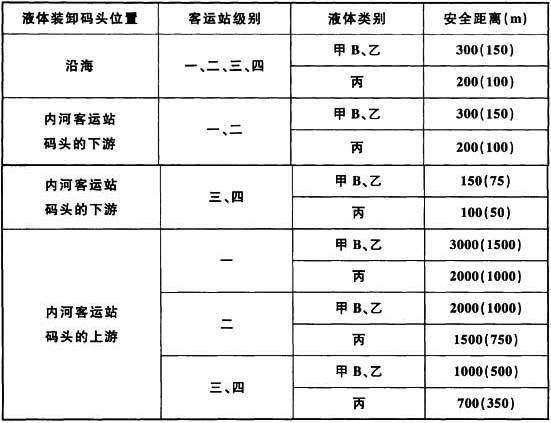 液体装卸码头位置 客运站级别 液体类别 安全距离(m)
沿海 一、二、三、四 甲B、乙 300(150)
丙 200(100)
内河客运站
码头的下游 一、二 甲B、乙 300(150)
丙 200(100)
内河客运站
码头的下游 三、四 甲B、乙 150(75)
丙 100(50)
内河客运站
码头的上游 一 甲B、乙 3000(1500)
丙 2000(1000)
二 甲B、乙 2000(1000)
丙 1500(750)
三、四 甲B、乙 1000(500)
丙 700(350)